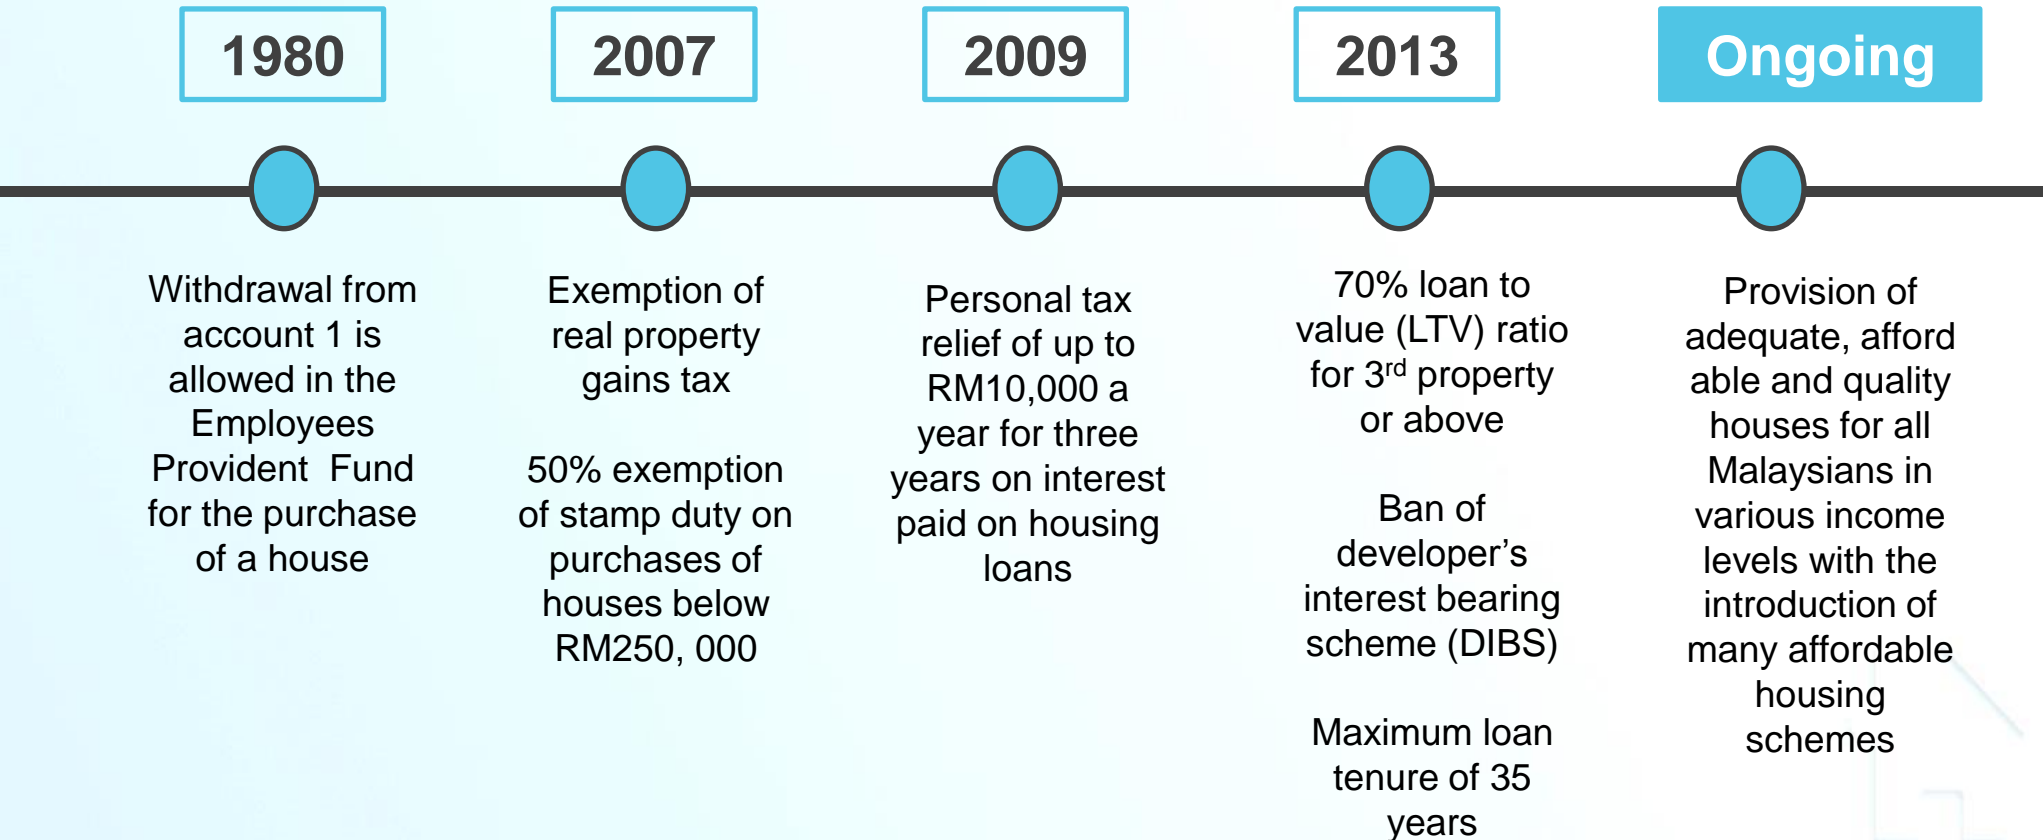 1980
Withdrawal from
account 1 is
allowed in the
Employees
Provident Fund
for the purchase
of a house
2007
Exemption of
real property
gains tax
50% exemption
of stamp duty on
purchases of
houses below
RM250, 000
2009
Personal tax
relief of up to
RM10,000 a
year for three
years on interest
paid on housing
loans
2013
70% loan to
value (LTV) ratio
for 3rd property
or above
Ban of
developer’s
interest bearing
scheme (DIBS)
Maximum loan
tenure of 35
years
Ongoing
Provision of
adequate, afford
able and quality
houses for all
Malaysians in
various income
levels with the
introduction of
many affordable
housing
schemes